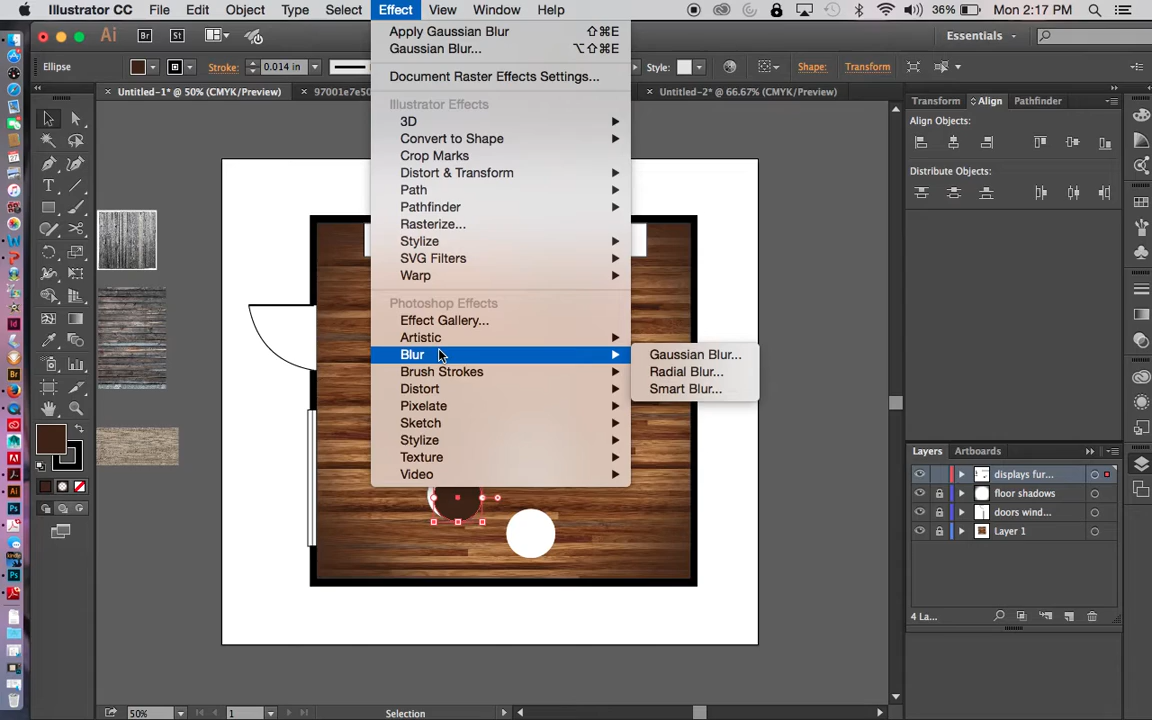 Illustrator CC File Edit Object Type Select Effect View Window Help 36% Mon 2:17 PM
Ai Br St Essentials
Ellipse Stroke: 0.014 in Style: Shape: Transform
× Untitled-1* @ 50% (CMYK/Preview) × 97001e7e50 × Untitled-2* @ 66.67% (CMYK/Preview)
Apply Gaussian Blur ⇧⌘E
Gaussian Blur... ⌥⇧⌘E
Document Raster Effects Settings...
Illustrator Effects
3D
Convert to Shape
Crop Marks
Distort & Transform
Path
Pathfinder
Rasterize...
Stylize
SVG Filters
Warp
Photoshop Effects
Effect Gallery...
Artistic
Blur
Brush Strokes
Distort
Pixelate
Sketch
Stylize
Texture
Video
Gaussian Blur...
Radial Blur...
Smart Blur...
Transform Align Pathfinder
Align Objects:
Distribute Objects:
Layers Artboards
displays fur...
floor shadows
doors wind...
Layer 1
4 La...
50% 1 Selection